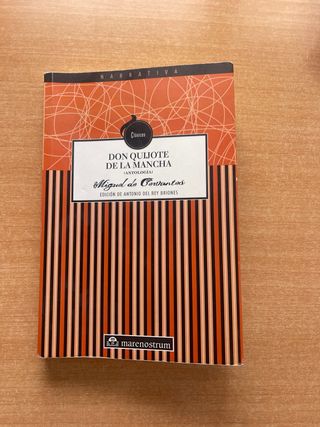 NARRATIVA
Clásicos
DON QUIJOTE
DE LA MANCHA
(ANTOLOGÍA)
Miguel de Cervantes
EDICIÓN DE ANTONIO DEL REY BRIONES
marenostrum